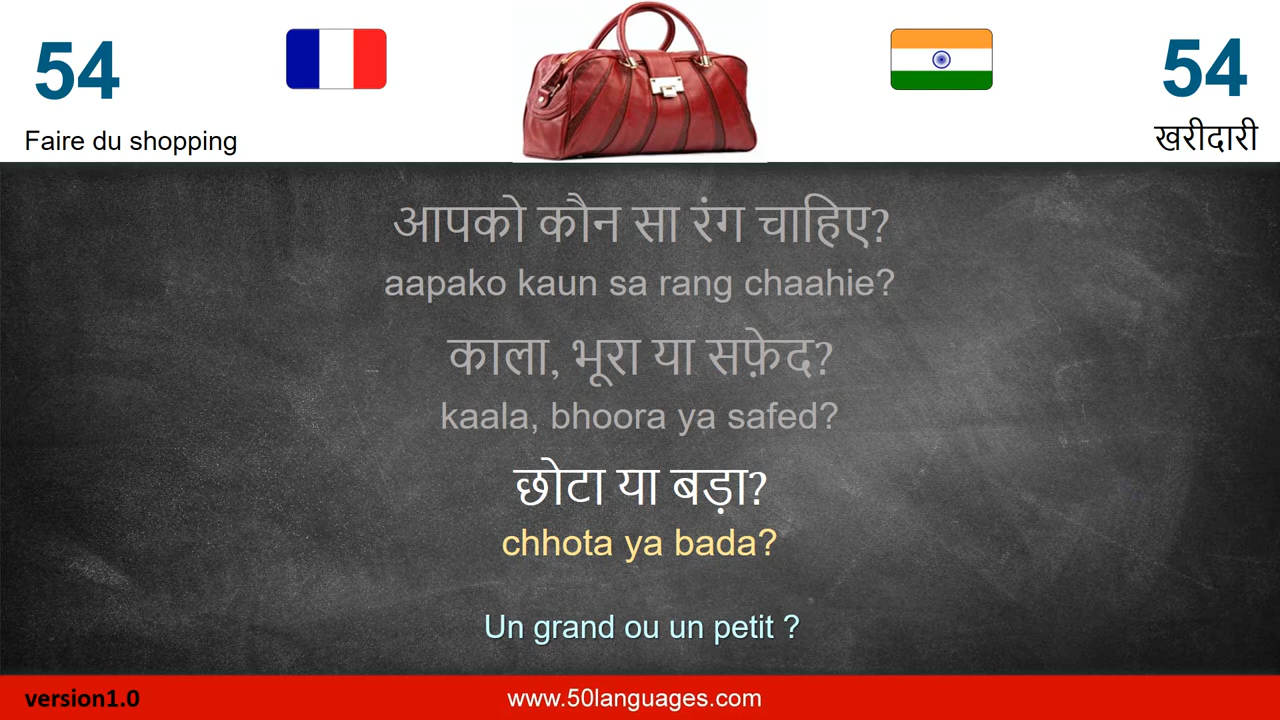 54
54
Faire du shopping
खरीदारी
आपको कौन सा रंग चाहिए?
aapako kaun sa rang chaahie?
काला, भूरा या सफ़ेद?
kaala, bhoora ya safed?
छोटा या बड़ा?
chhota ya bada?
Un grand ou un petit ?
version1.0
www.50languages.com